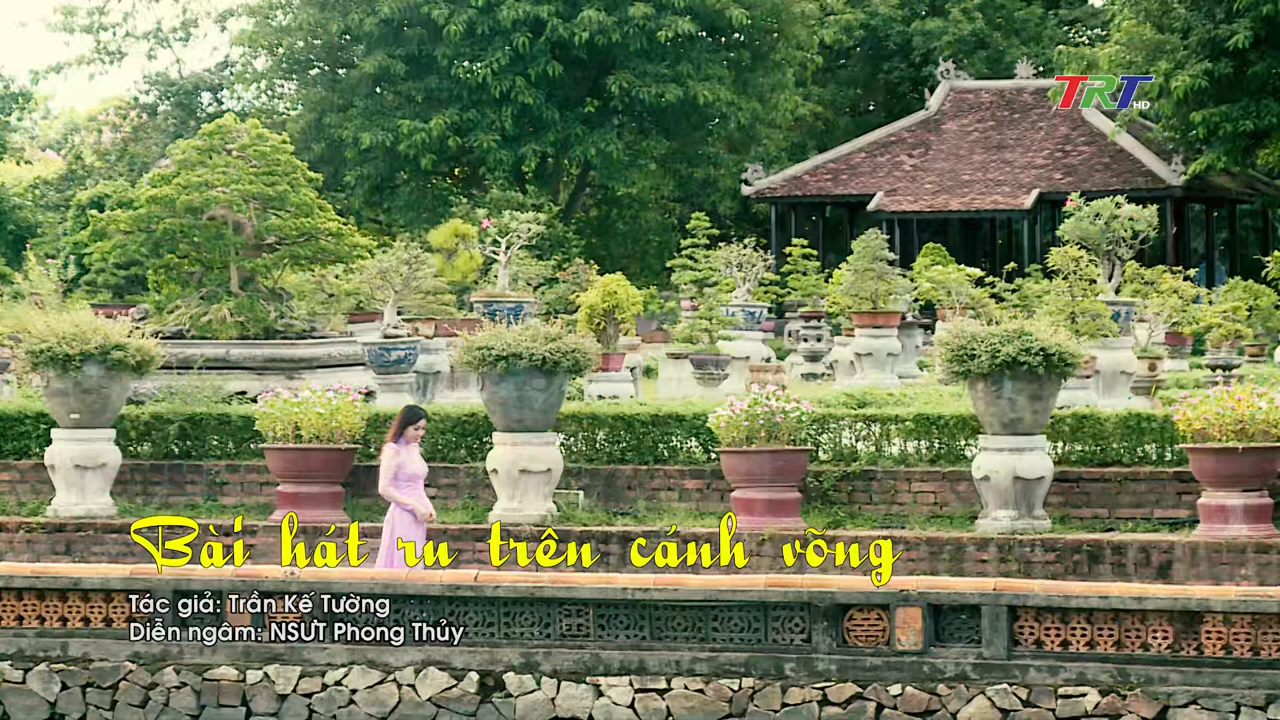 TRT HD
Bài hát ru trên cánh võng
Tác giả: Trần Kế Tường
Diễn ngâm: NSƯT Phong Thủy